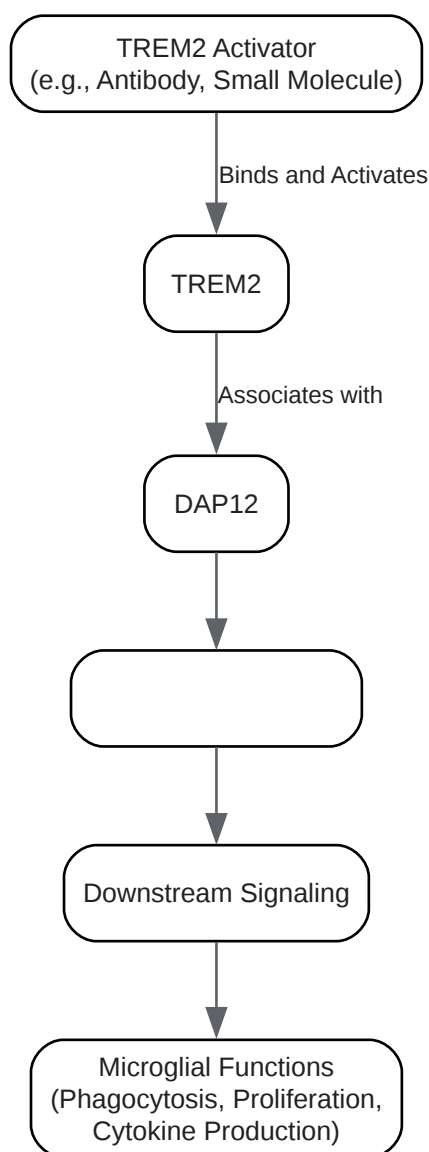 TREM2 Activator
(e.g., Antibody, Small Molecule)
Binds and Activates
TREM2
Associates with
DAP12
Downstream Signaling
Microglial Functions
(Phagocytosis, Proliferation,
Cytokine Production)